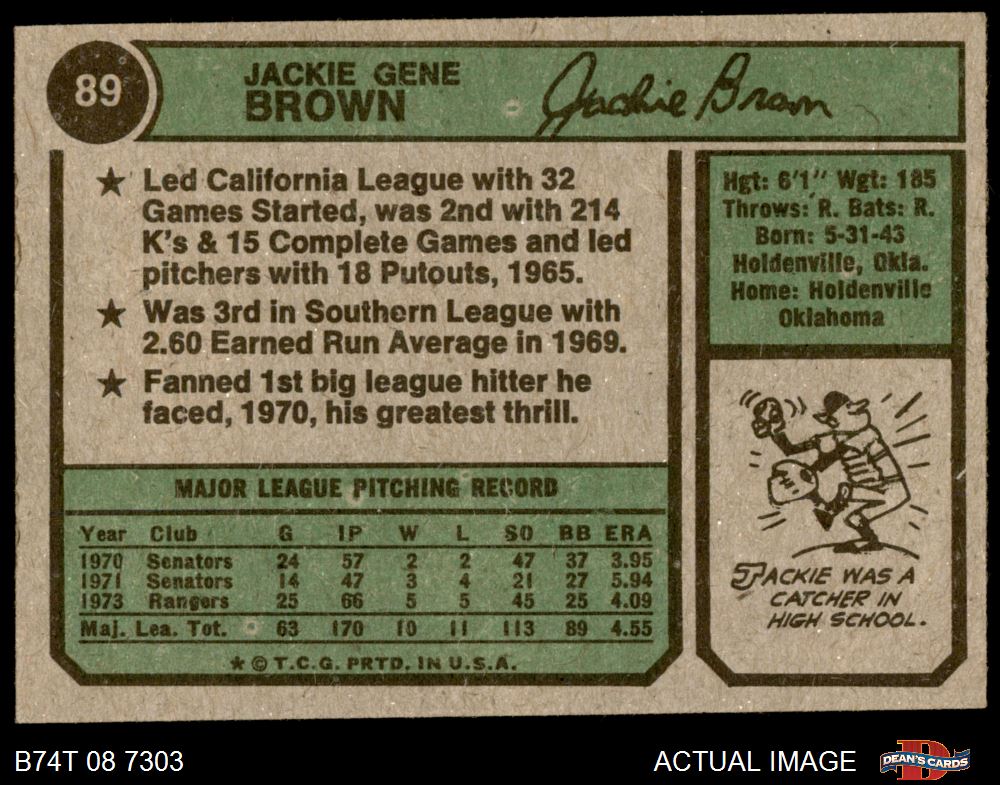 89
JACKIE GENE
BROWN
Jackie Brown
★ Led California League with 32
Games Started, was 2nd with 214
K's & 15 Complete Games and led
pitchers with 18 Putouts, 1965.
★ Was 3rd in Southern League with
2.60 Earned Run Average in 1969.
★ Fanned 1st big league hitter he
faced, 1970, his greatest thrill.
Hgt: 6'1" Wgt: 185
Throws: R. Bats: R.
Born: 5-31-43
Holdenville, Okla.
Home: Holdenville
Oklahoma
MAJOR LEAGUE PITCHING RECORD
Year Club G IP W L SO BB ERA
1970 Senators 24 57 2 2 47 37 3.95
1971 Senators 14 47 3 4 21 27 5.94
1973 Rangers 25 66 5 5 45 25 4.09
Maj. Lea. Tot. 63 170 10 11 113 89 4.55
★ © T.C.G. PRTD. IN U.S.A.
JACKIE WAS A
CATCHER IN
HIGH SCHOOL.
B74T 08 7303
ACTUAL IMAGE
D
DEAN'S CARDS